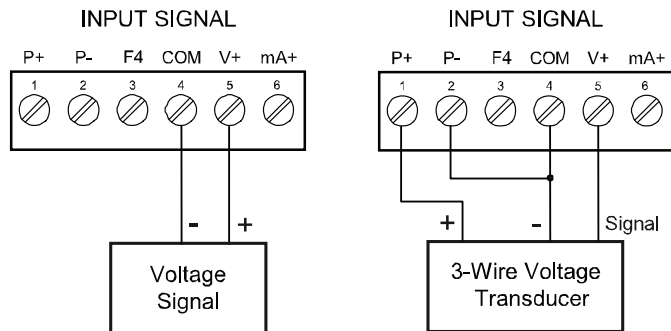 INPUT SIGNAL
P+ P- F4 COM V+ mA+
1 2 3 4 5 6
- +
Voltage
Signal
INPUT SIGNAL
P+ P- F4 COM V+ mA+
1 2 3 4 5 6
+ - Signal
3-Wire Voltage
Transducer